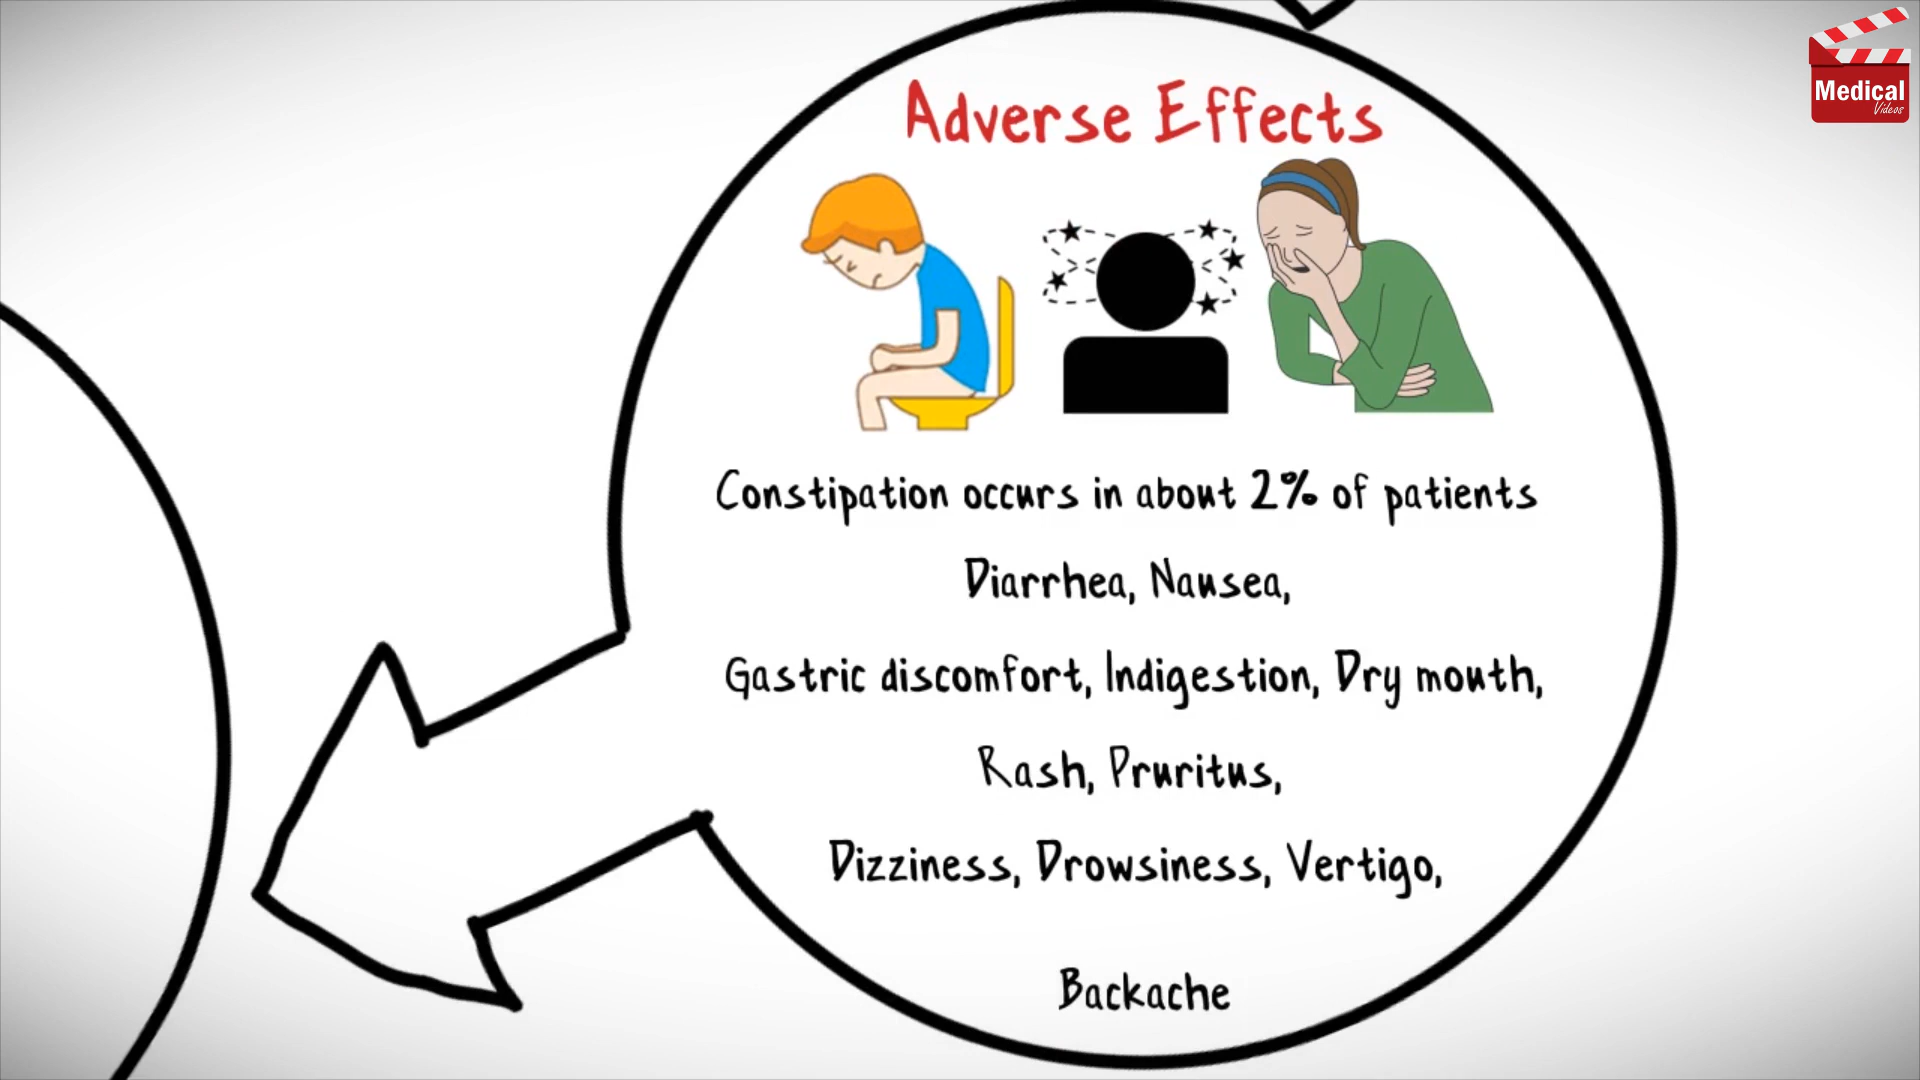 Medical
Videos
Adverse Effects
Constipation occurs in about 2% of patients
Diarrhea, Nausea,
Gastric discomfort, Indigestion, Dry mouth,
Rash, Pruritus,
Dizziness, Drowsiness, Vertigo,
Backache